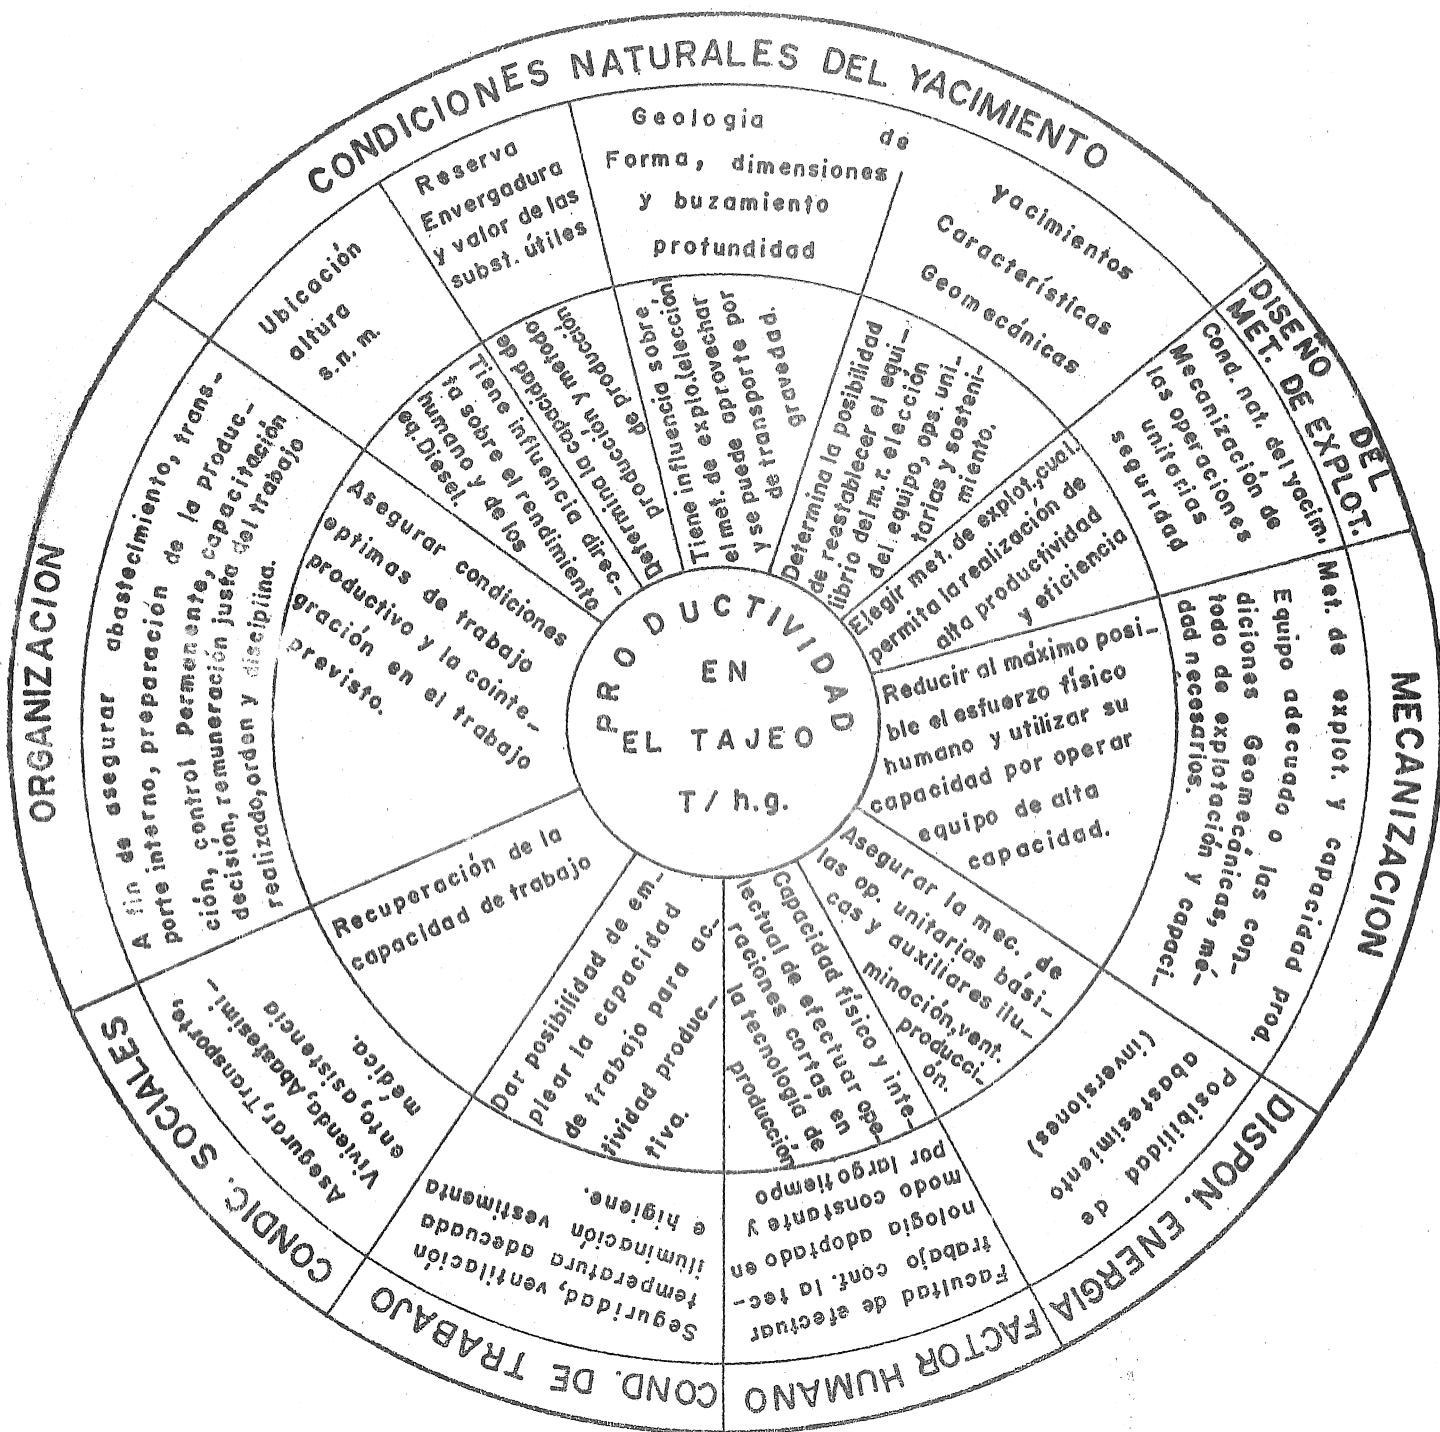 CONDICIONES NATURALES DEL YACIMIENTO
Ubicación
altura
s.n.m.
Reserva
Envergadura
y valor de las
subst. útiles
Geologia de yacimientos
Forma, dimensiones
y buzamiento
profundidad
Características
Geomecánicas
Tiene influencia direc-
ta sobre el rendimiento
humano y de los
eq. Diesel.
Determina la capacidad de
producción y método
de producción
Tiene influencia sobre
el met. de explo.(elección)
y se puede aprovechar
de transporte por
gravedad.
Determina la posibilidad
de reestablecer el equi-
librio del m.r. elección
del equipo, ops. uni-
tarias y sosteni-
miento.
DISEÑO DEL
MET. DE EXPLOT.
Cond. nat. del yacim.
Mecanización de
las operaciones
unitarias
seguridad
Elegir met. de explot.,cual.
permita la realización de
alta productividad
y eficiencia
MECANIZACION
Met. de explot. y capacidad prod.
Equipo adecuado o las con-
diciones Geomecánicas, mé-
todo de explotación y capaci-
dad necesarios.
Reducir al máximo posi-
ble el esfuerzo físico
humano y utilizar su
capacidad por operar
equipo de alta
capacidad.
DISPON. ENERGIA
Posibilidad de
abastesimiento
(inversiones)
Asegurar la mec. de
las op. unitarias basi-
cas y auxiliares ilu-
minación,vent.
producci-
ón.
FACTOR HUMANO
Facultad de efectuar
trabajo conf. la tec-
nologia adoptado en
modo constante y
por largo tiempo
Capacidad físico y inte-
lectual de efectuar ope-
raciones cortas en
la tecnología de
producción
COND. DE TRABAJO
Seguridad, ventilación
temperatura adecuada
iluminación vestimenta
e higiene.
Dar posibilidad de em-
plear la capacidad
de trabajo para ac-
tividad produc-
tiva.
CONDIC. SOCIALES
Asegurar, Transporte,
Vivienda, Abastesimi-
ento, asistencia
médica.
Recuperación de la
capacidad de trabajo
ORGANIZACION
A fin de asegurar abastecimiento, trans-
porte interno, preparación de la produc-
ción, control Permanente, capacitación
decisión, remuneración justa del trabajo
realizado, orden y disciplina.
Asegurar condiciones
optimas de trabajo
productivo y la cointe-
gración en el trabajo
previsto.
PRODUCTIVIDAD
EN
EL TAJEO
T/h.g.